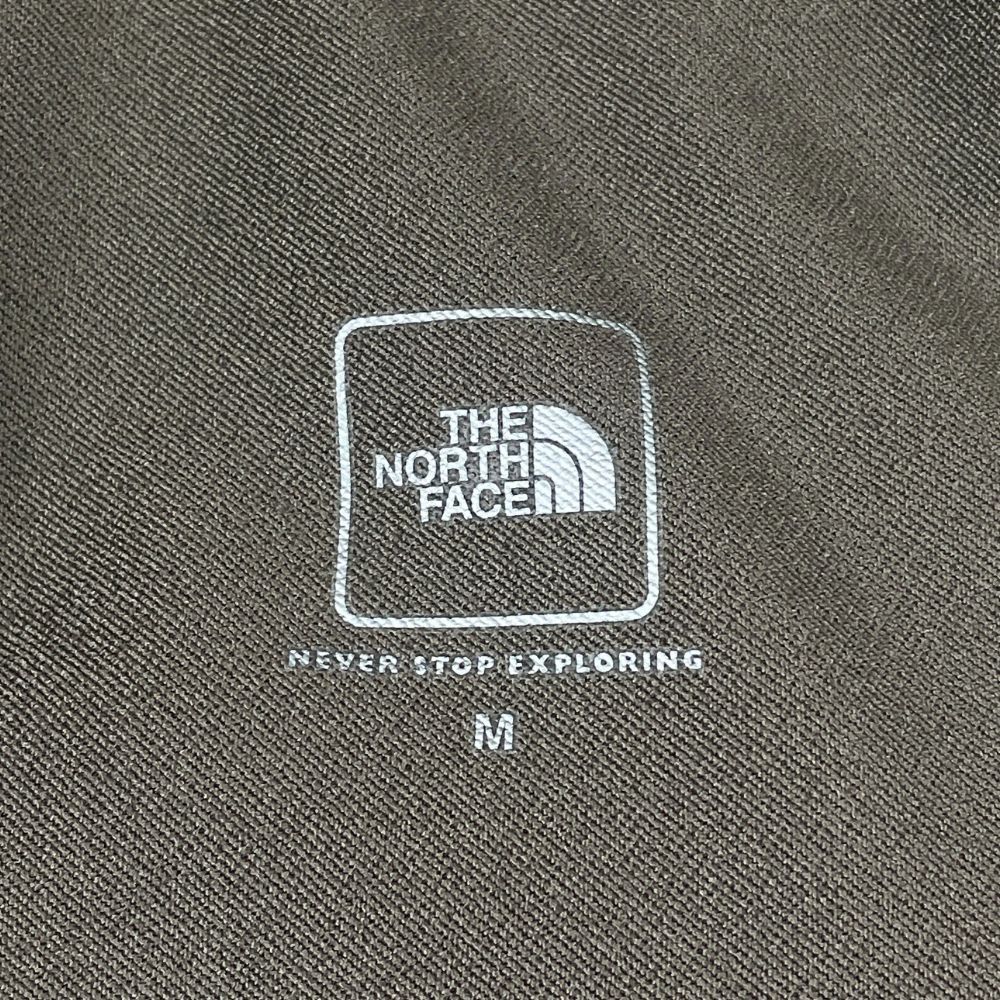 THE
NORTH
FACE
NEVER STOP EXPLORING
M